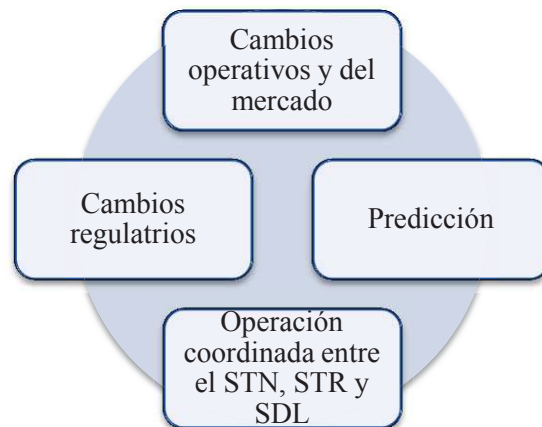 Cambios
operativos y del
mercado
Cambios
regulatrios
Predicción
Operación
coordinada entre
el STN, STR y
SDL